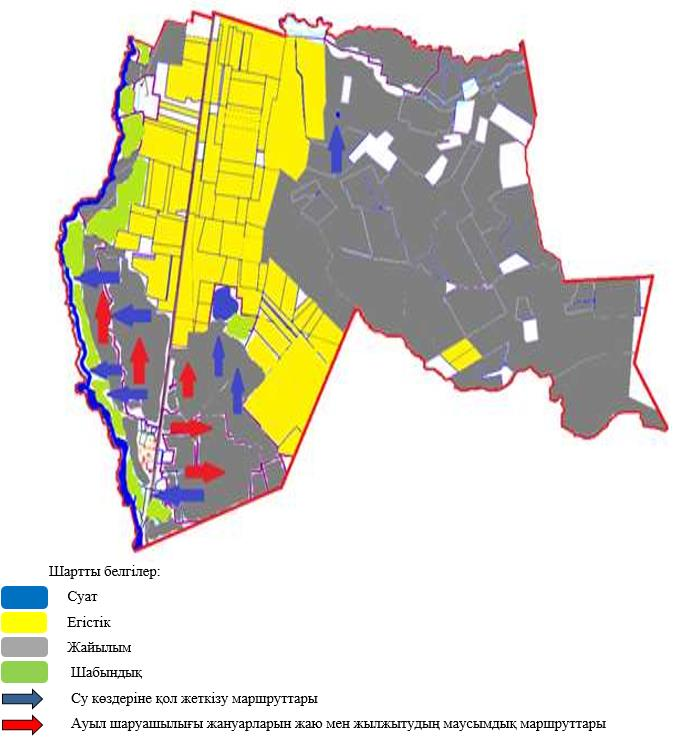 Шартты белгілер:
Суат
Егістік
Жайылым
Шабындық
Су көздеріне қол жеткізу маршруттары
Ауыл шаруашылығы жануарларын жаю мен жылжытудың маусымдық маршруттары